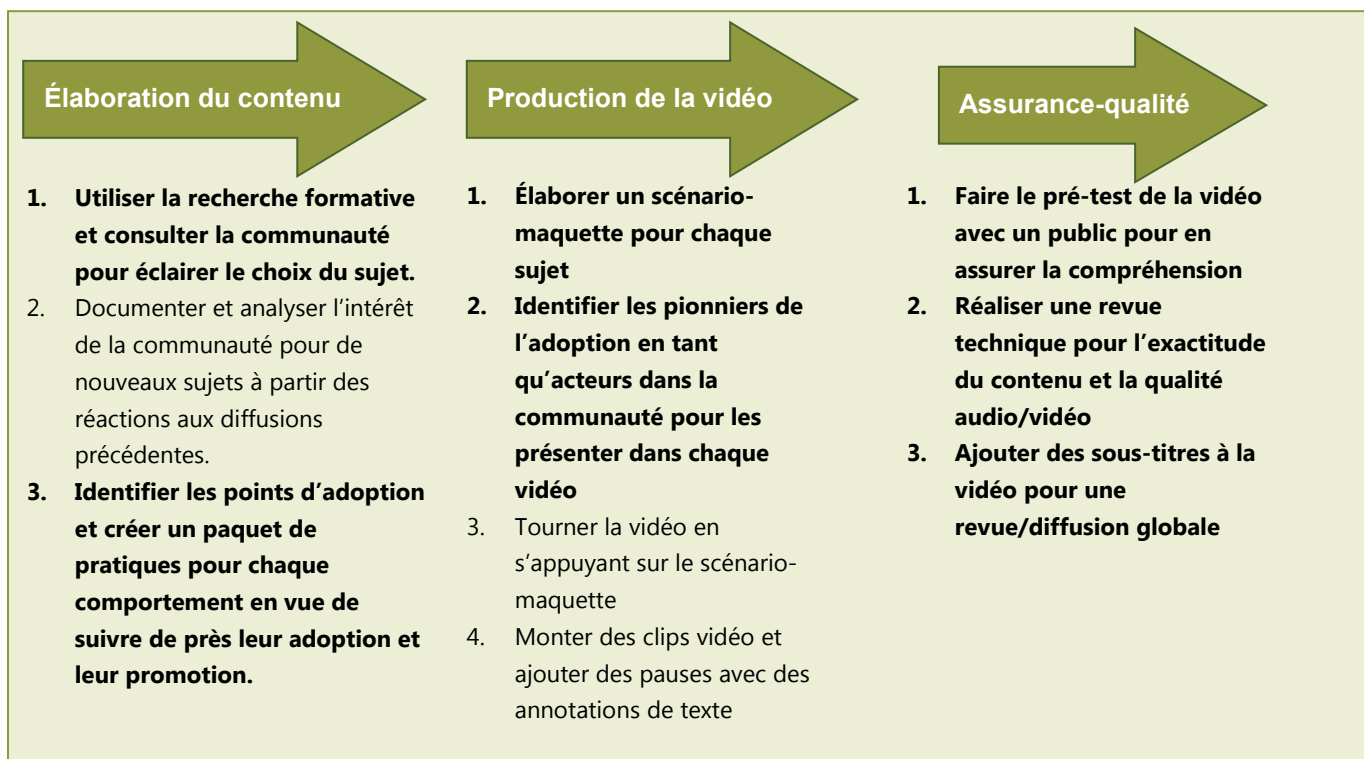 Élaboration du contenu
1. Utiliser la recherche formative
et consulter la communauté
pour éclairer le choix du sujet.
2. Documenter et analyser l’intérêt
de la communauté pour de
nouveaux sujets à partir des
réactions aux diffusions
précédentes.
3. Identifier les points d’adoption
et créer un paquet de
pratiques pour chaque
comportement en vue de
suivre de près leur adoption et
leur promotion.
Production de la vidéo
1. Élaborer un scénario-
maquette pour chaque
sujet
2. Identifier les pionniers de
l’adoption en tant
qu’acteurs dans la
communauté pour les
présenter dans chaque
vidéo
3. Tourner la vidéo en
s’appuyant sur le scénario-
maquette
4. Monter des clips vidéo et
ajouter des pauses avec des
annotations de texte
Assurance-qualité
1. Faire le pré-test de la vidéo
avec un public pour en
assurer la compréhension
2. Réaliser une revue
technique pour l’exactitude
du contenu et la qualité
audio/vidéo
3. Ajouter des sous-titres à la
vidéo pour une
revue/diffusion globale